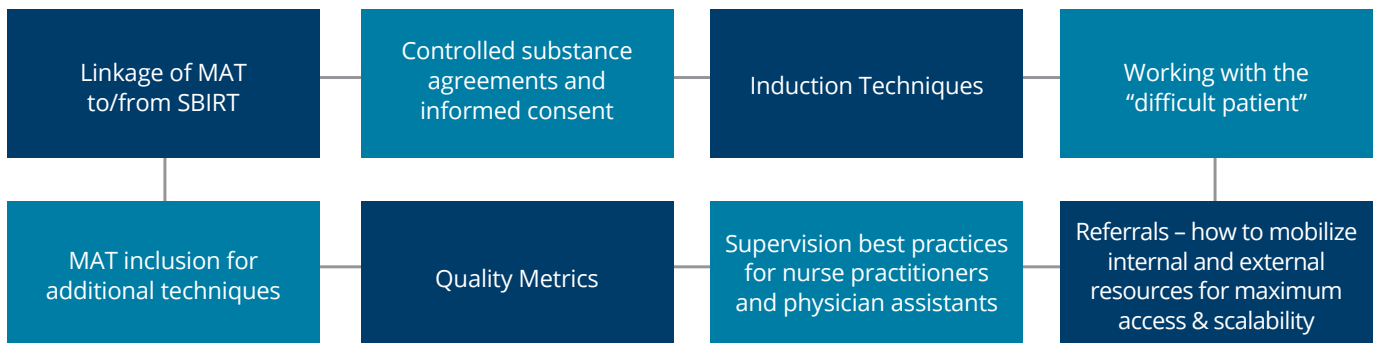 Linkage of MAT
to/from SBIRT
Controlled substance
agreements and
informed consent
Induction Techniques
Working with the
“difficult patient”
MAT inclusion for
additional techniques
Quality Metrics
Supervision best practices
for nurse practitioners
and physician assistants
Referrals – how to mobilize
internal and external
resources for maximum
access & scalability